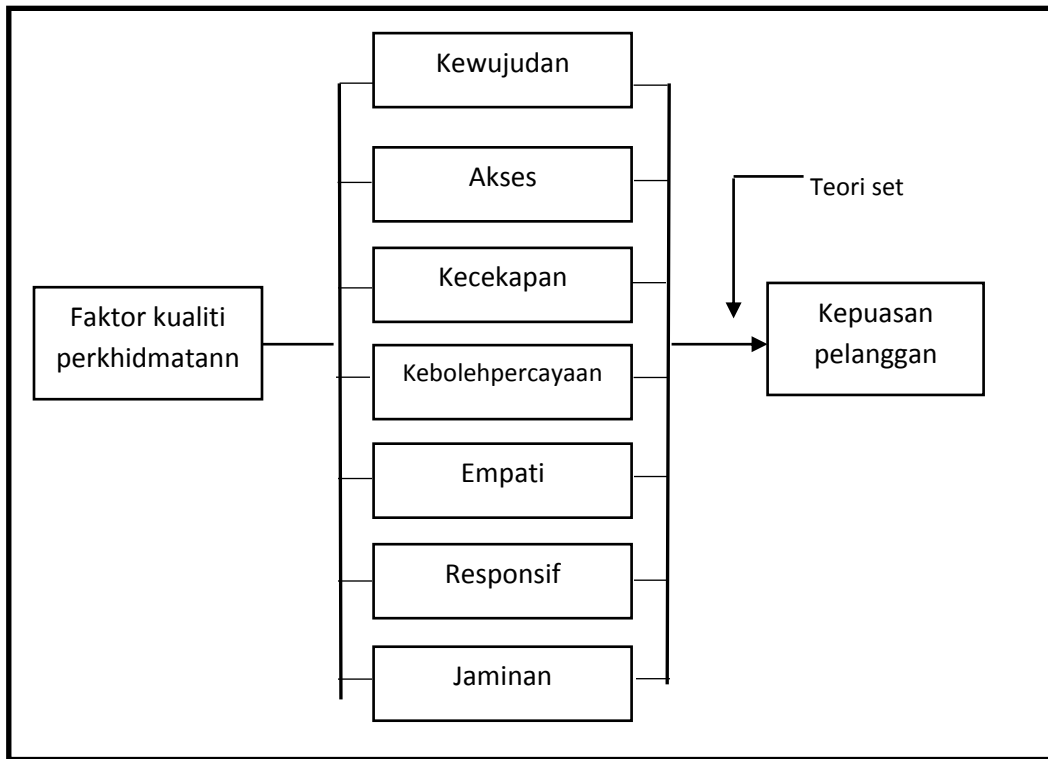 Kewujudan
Akses
Teori set
Kecekapan
Faktor kualiti
perkhidmatann
Kepuasan
pelanggan
Kebolehpercayaan
Empati
Responsif
Jaminan